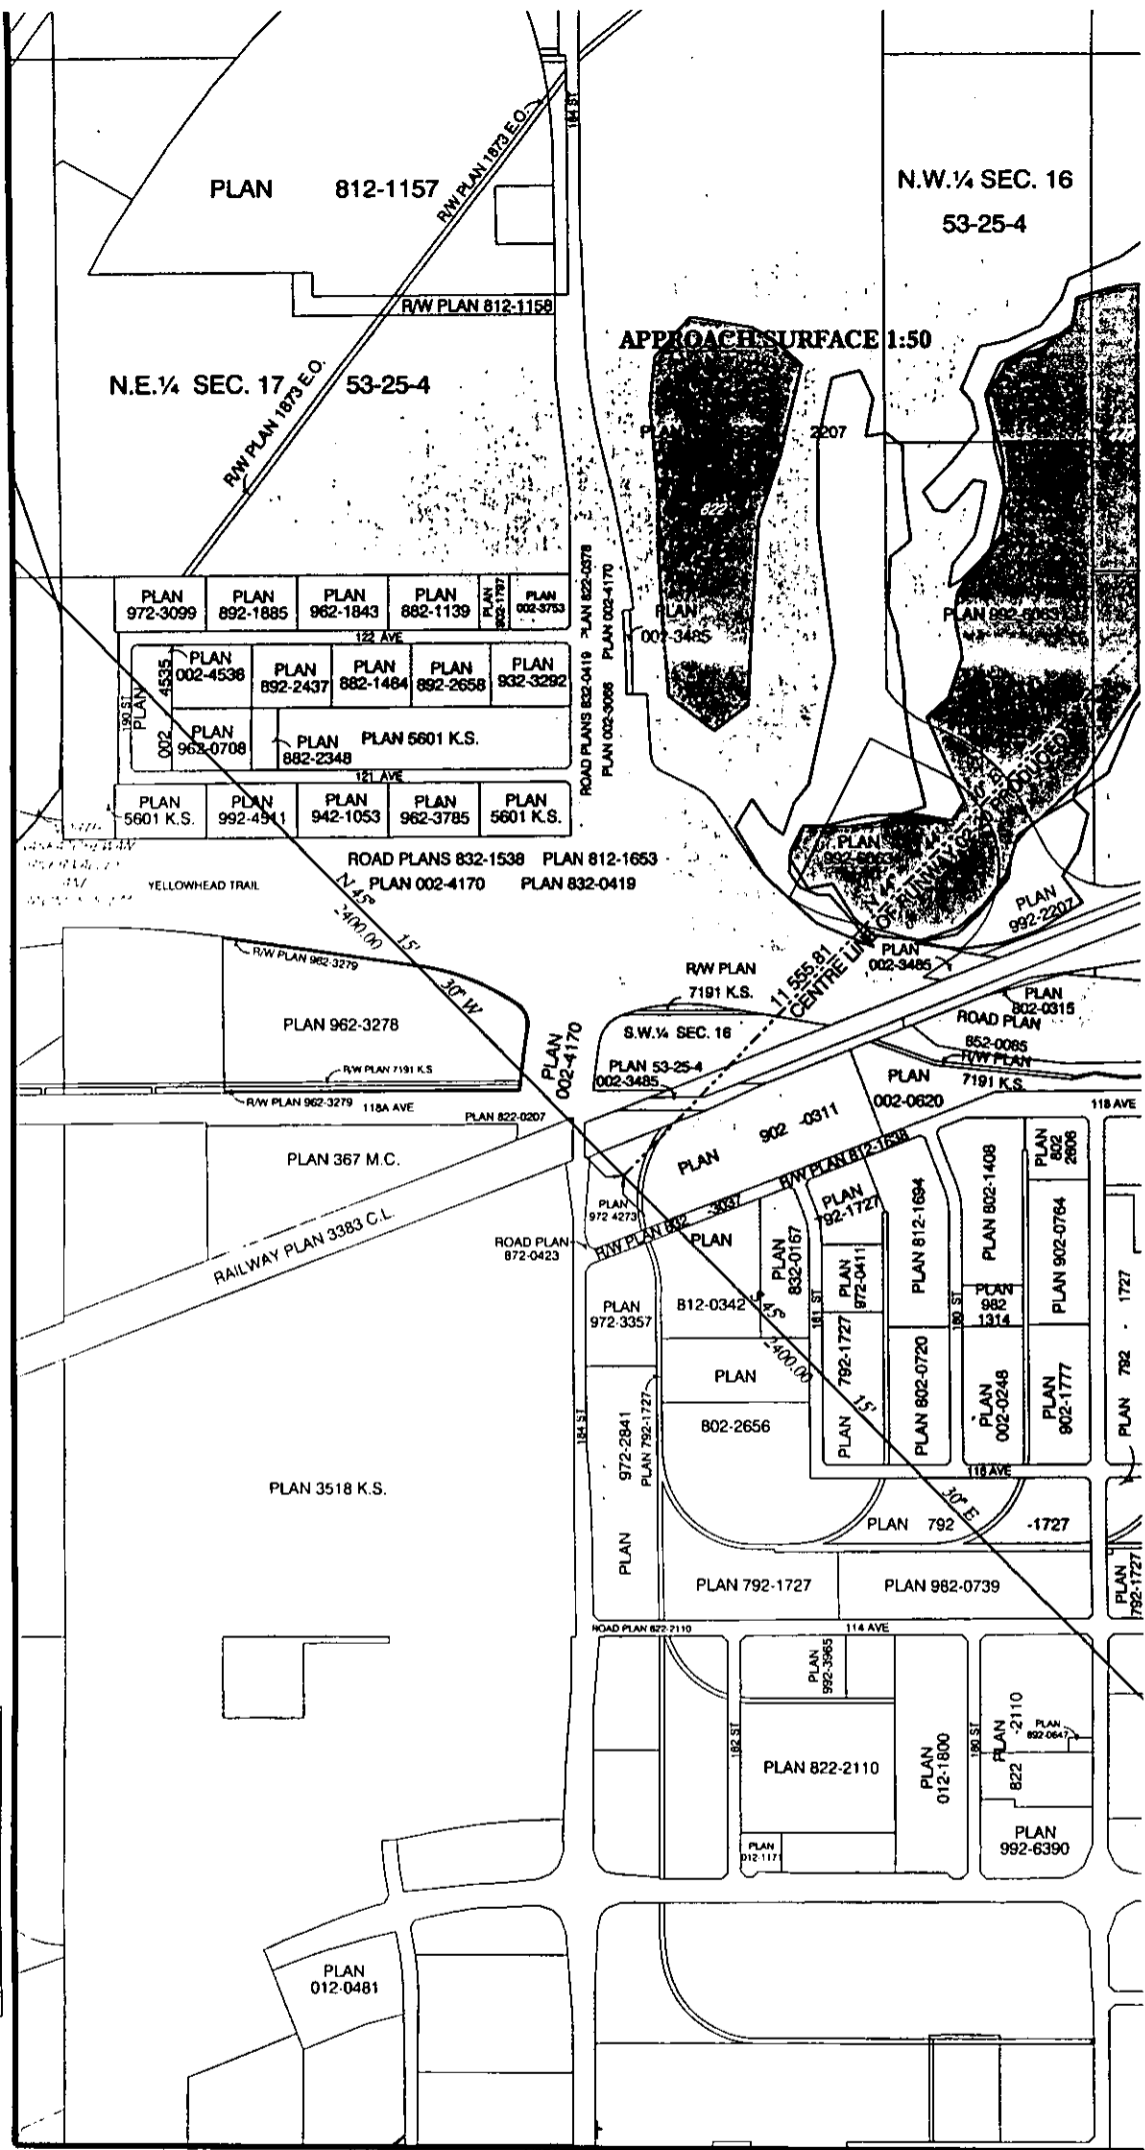 184 ST
R/W PLAN 1873 E.O.
PLAN 812-1157
N.W.¼ SEC. 16
53-25-4
R/W PLAN 812-1158
APPROACH SURFACE 1:50
N.E.¼ SEC. 17 53-25-4
R/W PLAN 1873 E.O.
2207
822
PLAN
972-3099
PLAN
892-1885
PLAN
962-1843
PLAN
882-1139
PLAN
PLAN
002-3753
ROAD PLANS 832-0419 PLAN 822-0378
PLAN 002-3066 PLAN 002-4170
PLAN
002-3485
PLAN 992-6063
122 AVE
190 ST
PLAN
002 4535
PLAN
002-4536
PLAN
892-2437
PLAN
882-1484
PLAN
892-2658
PLAN
932-3292
PLAN
962-0708
PLAN
882-2348
PLAN 5601 K.S.
121 AVE
PLAN
5601 K.S.
PLAN
992-4511
PLAN
942-1053
PLAN
962-3785
PLAN
5601 K.S.
PLAN
992-6063
ROAD PLANS 832-1538 PLAN 812-1653
PLAN 002-4170 PLAN 832-0419
YELLOWHEAD TRAIL
N 45° 15' 30" W
2400.00
PLAN
992-2207
PLAN
002-3485
11 555.81
CENTRE LINE OF RUNWAY PRODUCED
R/W PLAN 962-3279
R/W PLAN
7191 K.S.
PLAN
802-0315
ROAD PLAN
852-0085
R/W PLAN
7191 K.S.
PLAN 962-3278
S.W.¼ SEC. 16
PLAN 53-25-4
002-3485
PLAN
002-4170
PLAN
002-0620
R/W PLAN 7191 K.S
R/W PLAN 962-3279
118A AVE
PLAN 822-0207
118 AVE
PLAN 902 -0311
PLAN 367 M.C.
R/W PLAN 812-1638
PLAN
802
2606
PLAN 802-1408
PLAN
792-1727
PLAN 812-1694
PLAN 902-0764
RAILWAY PLAN 3383 C.L.
PLAN
972 4273
ROAD PLAN
872-0423
R/W PLAN 802 -3037
PLAN
812-0342
PLAN
832-0167
PLAN
972-0411
181 ST
180 ST
PLAN
982
1314
PLAN
972-3357
S 45° 15' 30" E
2400.00
PLAN 792-1727
PLAN 802-0720
PLAN
002-0248
PLAN
902-1777
PLAN 792 - 1727
PLAN
802-2656
184 ST
PLAN 972-2841
PLAN 792-1727
116 AVE
PLAN 3518 K.S.
PLAN 792 -1727
PLAN 792-1727
PLAN 982-0739
PLAN
792-1727
ROAD PLAN 822-2110
114 AVE
PLAN
992-3965
182 ST
180 ST
PLAN
822 -2110
PLAN
892-0647
PLAN 822-2110
PLAN
012-1800
PLAN
012-1171
PLAN
992-6390
PLAN
012-0481